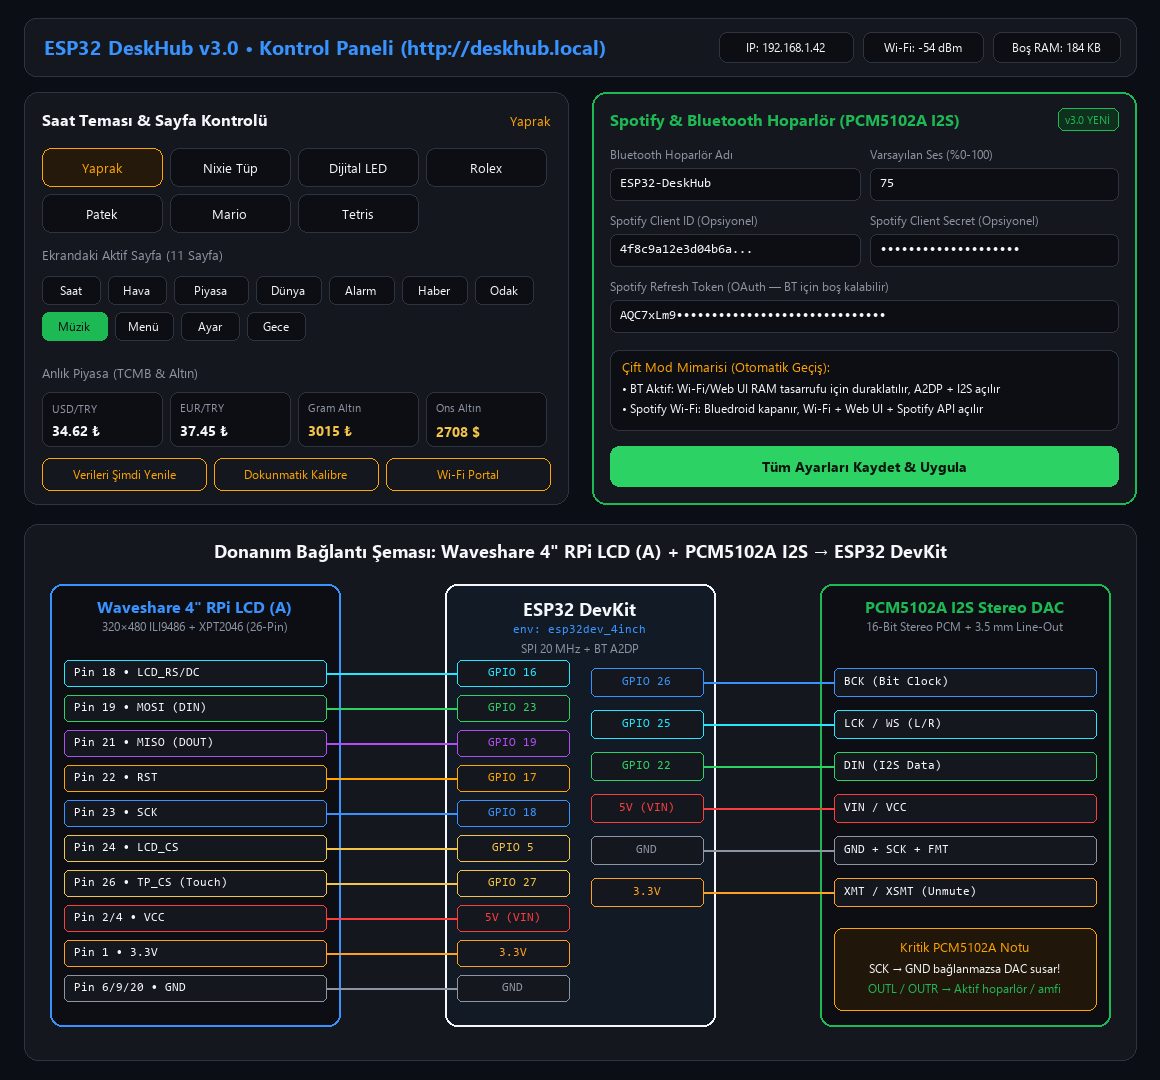 ESP32 DeskHub v3.0 • Kontrol Paneli (http://deskhub.local)
IP: 192.168.1.42
Wi-Fi: -54 dBm
Boş RAM: 184 KB
Saat Teması & Sayfa Kontrolü
Yaprak
Yaprak
Nixie Tüp
Dijital LED
Rolex
Patek
Mario
Tetris
Ekrandaki Aktif Sayfa (11 Sayfa)
Saat
Hava
Piyasa
Dünya
Alarm
Haber
Odak
Müzik
Menü
Ayar
Gece
Anlık Piyasa (TCMB & Altın)
USD/TRY
34.62 ₺
EUR/TRY
37.45 ₺
Gram Altın
3015 ₺
Ons Altın
2708 $
Verileri Şimdi Yenile
Dokunmatik Kalibre
Wi-Fi Portal
Spotify & Bluetooth Hoparlör (PCM5102A I2S)
v3.0 YENİ
Bluetooth Hoparlör Adı
ESP32-DeskHub
Varsayılan Ses (%0-100)
75
Spotify Client ID (Opsiyonel)
4f8c9a12e3d04b6a...
Spotify Client Secret (Opsiyonel)
••••••••••••••••••••
Spotify Refresh Token (OAuth — BT için boş kalabilir)
AQC7xLm9••••••••••••••••••••••••••••••
Çift Mod Mimarisi (Otomatik Geçiş):
• BT Aktif: Wi-Fi/Web UI RAM tasarrufu için duraklatılır, A2DP + I2S açılır
• Spotify Wi-Fi: Bluedroid kapanır, Wi-Fi + Web UI + Spotify API açılır
Tüm Ayarları Kaydet & Uygula
Donanım Bağlantı Şeması: Waveshare 4" RPi LCD (A) + PCM5102A I2S → ESP32 DevKit
Waveshare 4" RPi LCD (A)
320×480 ILI9486 + XPT2046 (26-Pin)
Pin 18 • LCD_RS/DC
Pin 19 • MOSI (DIN)
Pin 21 • MISO (DOUT)
Pin 22 • RST
Pin 23 • SCK
Pin 24 • LCD_CS
Pin 26 • TP_CS (Touch)
Pin 2/4 • VCC
Pin 1 • 3.3V
Pin 6/9/20 • GND
ESP32 DevKit
env: esp32dev_4inch
SPI 20 MHz + BT A2DP
GPIO 16
GPIO 23
GPIO 19
GPIO 17
GPIO 18
GPIO 5
GPIO 27
5V (VIN)
3.3V
GND
GPIO 26
GPIO 25
GPIO 22
5V (VIN)
GND
3.3V
PCM5102A I2S Stereo DAC
16-Bit Stereo PCM + 3.5 mm Line-Out
BCK (Bit Clock)
LCK / WS (L/R)
DIN (I2S Data)
VIN / VCC
GND + SCK + FMT
XMT / XSMT (Unmute)
Kritik PCM5102A Notu
SCK → GND bağlanmazsa DAC susar!
OUTL / OUTR → Aktif hoparlör / amfi